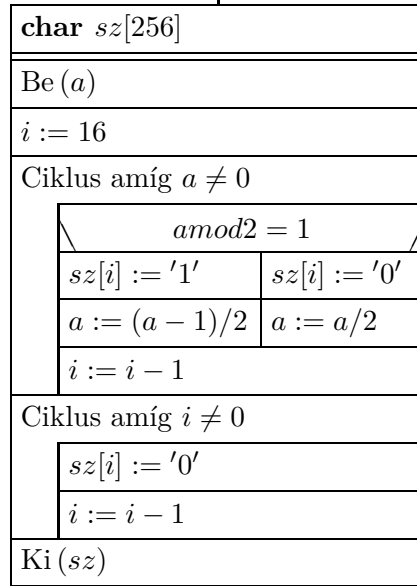 char sz[256]
Be (a)
i := 16
Ciklus amíg a ≠ 0
amod2 = 1
sz[i] := ′1′ sz[i] := ′0′
a := (a − 1)/2 a := a/2
i := i − 1
Ciklus amíg i ≠ 0
sz[i] := ′0′
i := i − 1
Ki (sz)